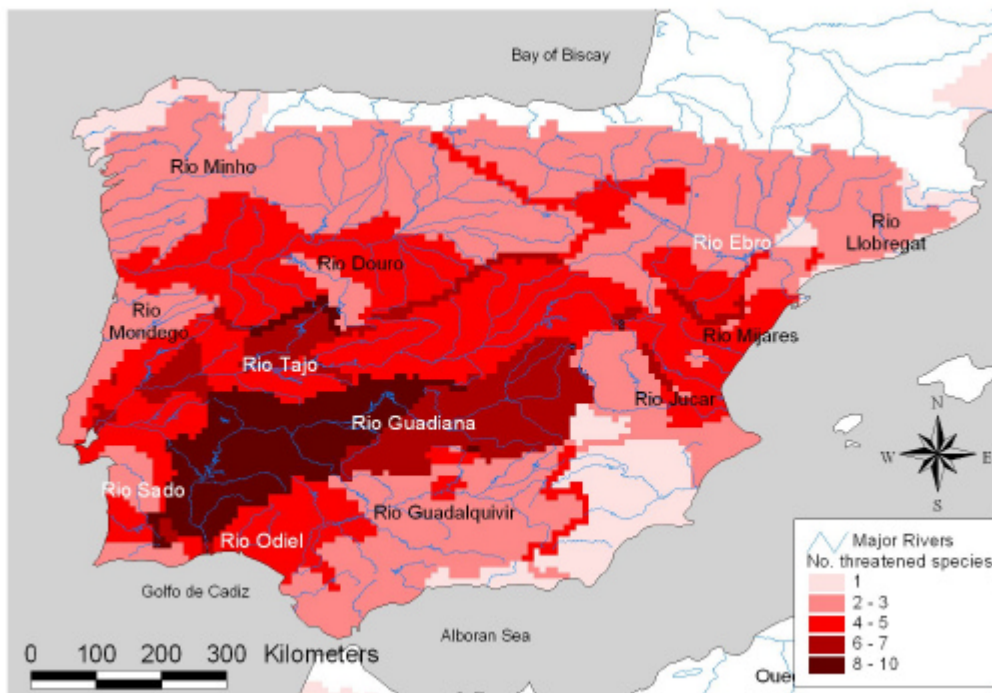 Bay of Biscay
Rio Minho
Rio
Llobregat
Rio Ebro
Rio Douro
Rio
Mondego
Rio Mijares
Rio Tajo
Rio Jucar
Rio Guadiana
N
W E
S
Rio Sado
Rio Guadalquivir
Rio Odiel
Golfo de Cadiz
Alboran Sea
Major Rivers
No. threatened species
1
2 - 3
4 - 5
6 - 7
8 - 10
0 100 200 300 Kilometers
Oue